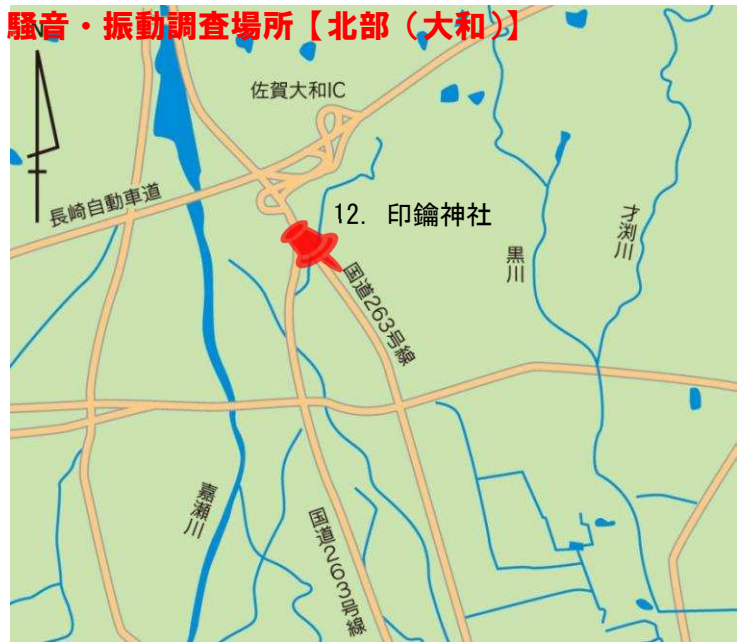 騒音・振動調査場所【北部（大和）】
N
佐賀大和IC
長崎自動車道
12. 印鑰神社
国道263号線
黒川
才渕川
嘉瀬川
国道263号線